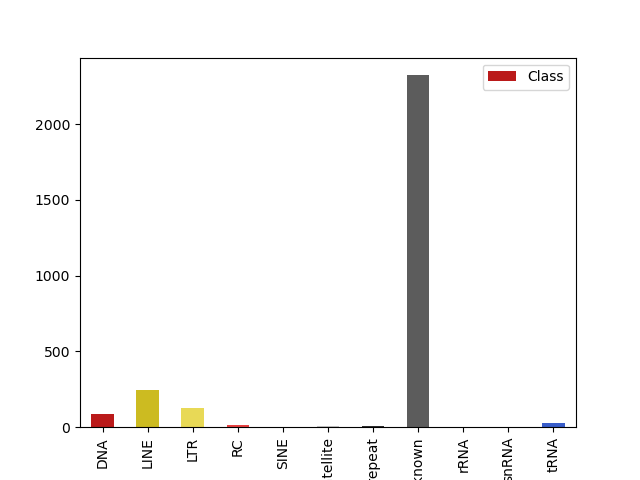 Class
2000
1500
1000
500
0
DNA
LINE
LTR
RC
SINE
tellite
repeat
known
rRNA
snRNA
tRNA